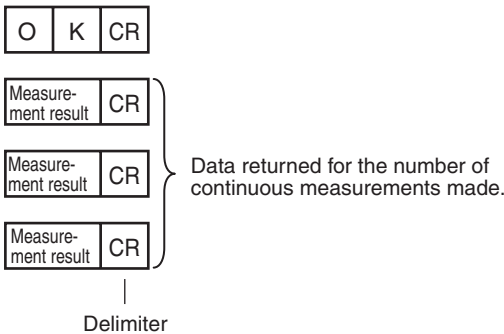 O K CR
Measure-
ment result CR
Measure-
ment result CR
Data returned for the number of
continuous measurements made.
Measure-
ment result CR
Delimiter